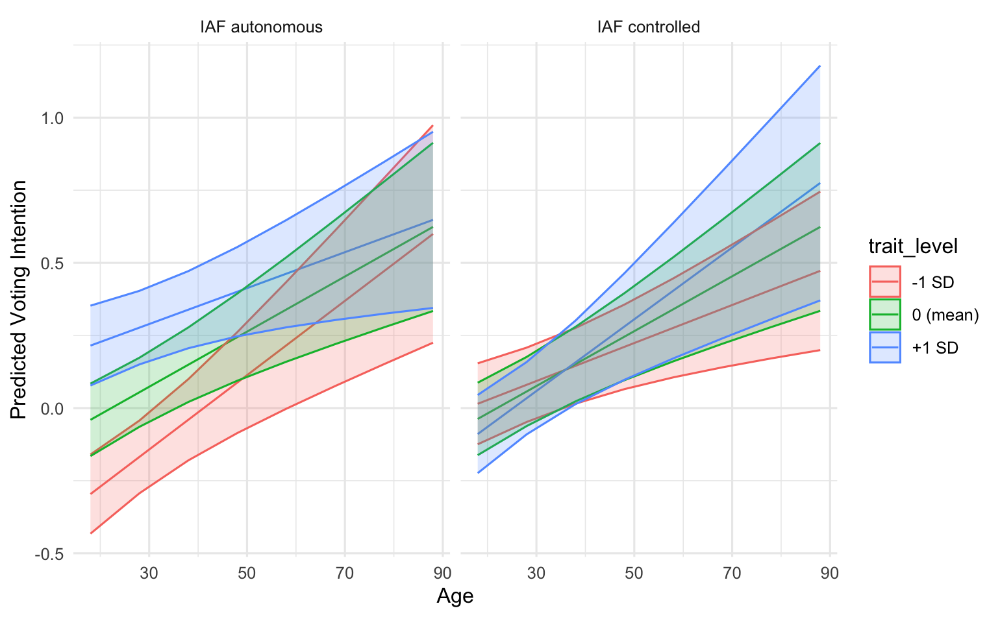 IAF autonomous
IAF controlled
1.0
0.5
0.0
-0.5
Predicted Voting Intention
30 50 70 90
30 50 70 90
Age
trait_level
-1 SD
0 (mean)
+1 SD